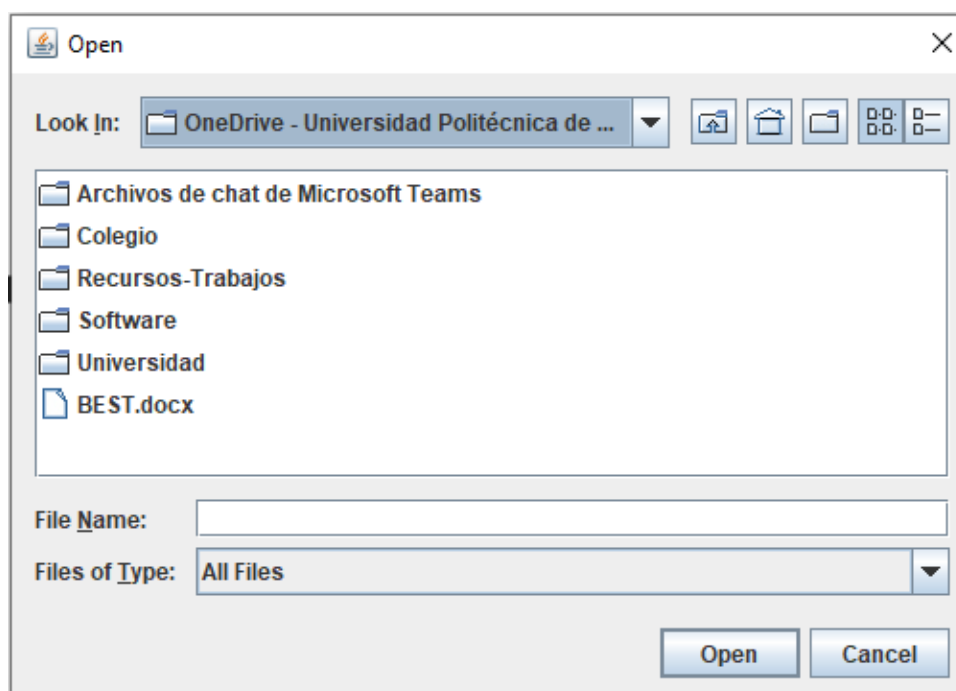 Open
Look In: OneDrive - Universidad Politécnica de ...
Archivos de chat de Microsoft Teams
Colegio
Recursos-Trabajos
Software
Universidad
BEST.docx
File Name:
Files of Type: All Files
Open Cancel